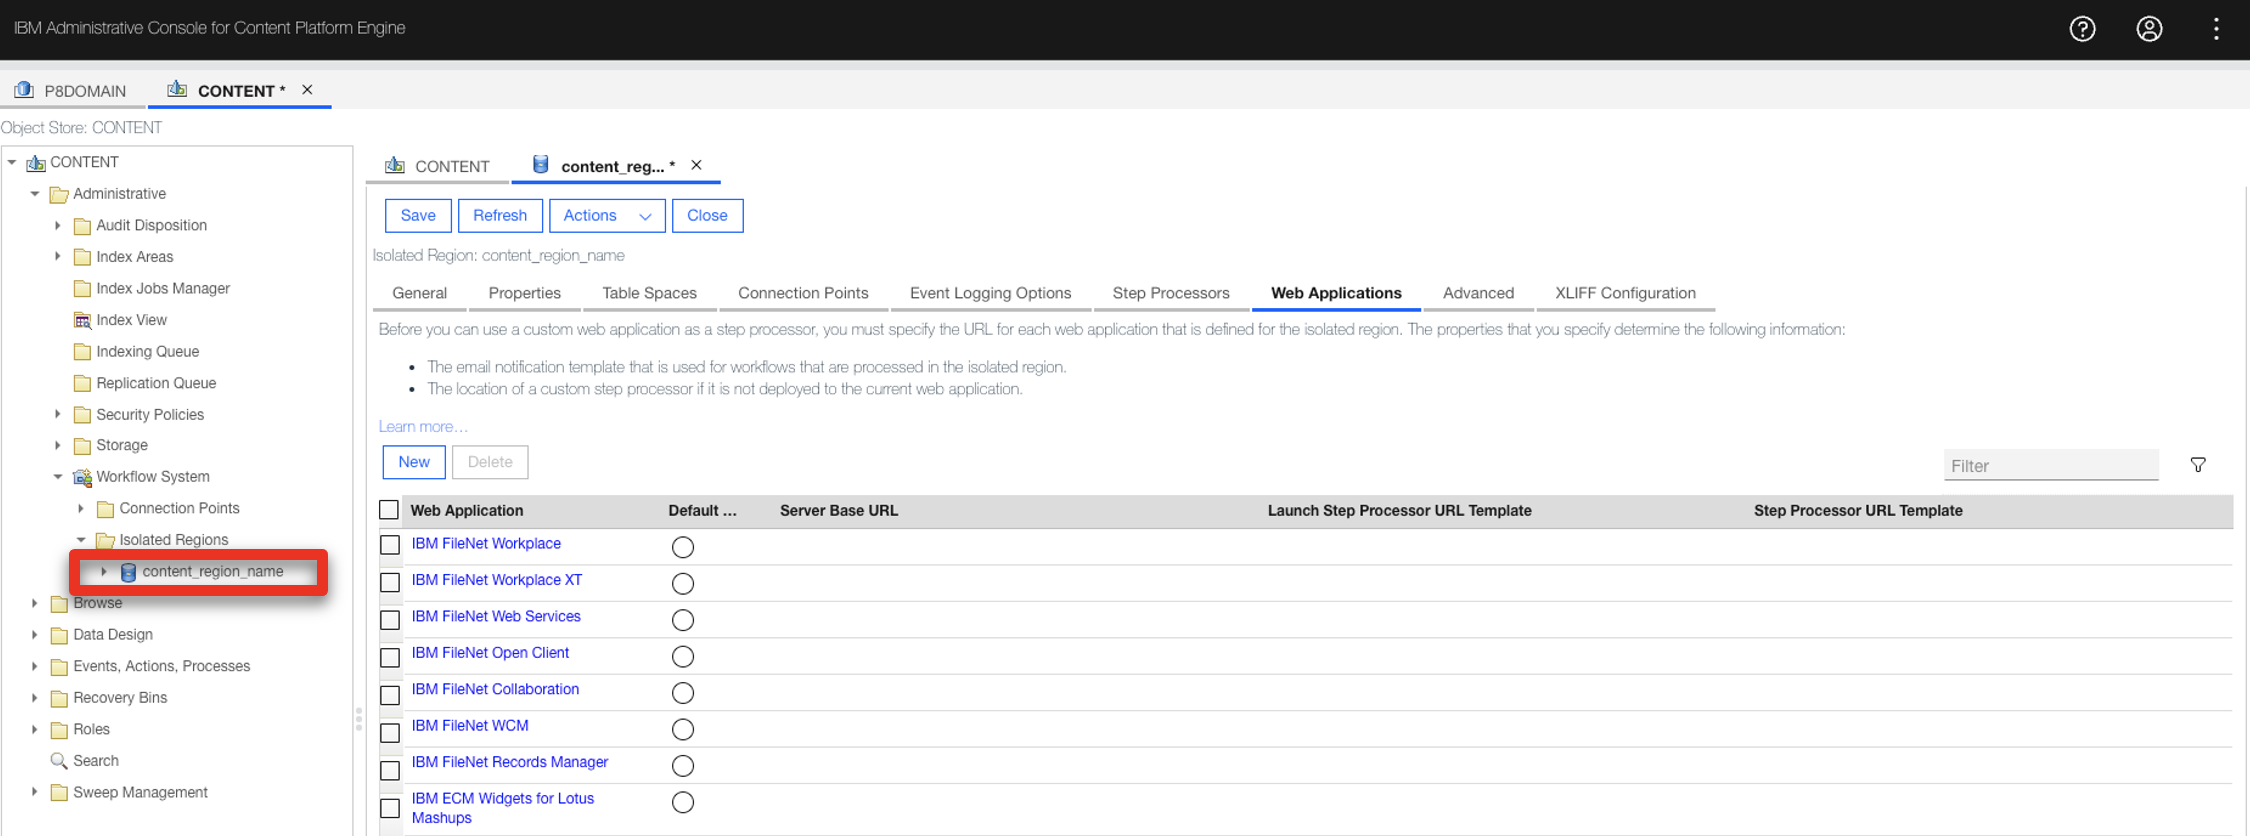 IBM Administrative Console for Content Platform Engine
P8DOMAIN
CONTENT *
Object Store: CONTENT
CONTENT
Administrative
Audit Disposition
Index Areas
Index Jobs Manager
Index View
Indexing Queue
Replication Queue
Security Policies
Storage
Workflow System
Connection Points
Isolated Regions
content_region_name
Browse
Data Design
Events, Actions, Processes
Recovery Bins
Roles
Search
Sweep Management
CONTENT
content_reg... *
Save Refresh Actions Close
Isolated Region: content_region_name
General Properties Table Spaces Connection Points Event Logging Options Step Processors Web Applications Advanced XLIFF Configuration
Before you can use a custom web application as a step processor, you must specify the URL for each web application that is defined for the isolated region. The properties that you specify determine the following information:
• The email notification template that is used for workflows that are processed in the isolated region.
• The location of a custom step processor if it is not deployed to the current web application.
Learn more...
New Delete
Filter
Web Application Default ... Server Base URL Launch Step Processor URL Template Step Processor URL Template
IBM FileNet Workplace
IBM FileNet Workplace XT
IBM FileNet Web Services
IBM FileNet Open Client
IBM FileNet Collaboration
IBM FileNet WCM
IBM FileNet Records Manager
IBM ECM Widgets for Lotus
Mashups